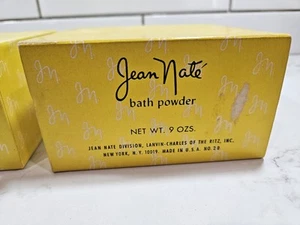 Jean Naté
bath powder
NET WT. 9 OZS.
JEAN NATE DIVISION, LANVIN-CHARLES OF THE RITZ, INC.
NEW YORK, N. Y. 10019. MADE IN U.S.A. NO 26